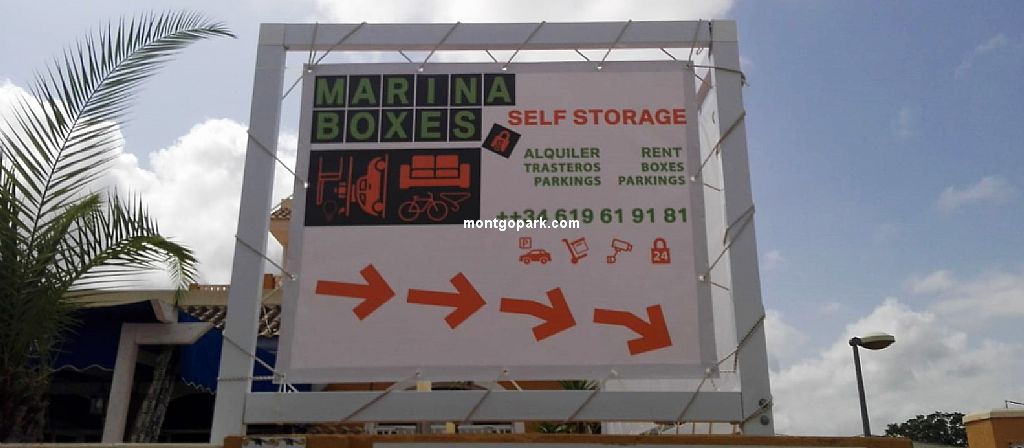 MARINA
BOXES
SELF STORAGE
ALQUILER
TRASTEROS
PARKINGS
RENT
BOXES
PARKINGS
++34 619 61 91 81
montgopark.com
P
24